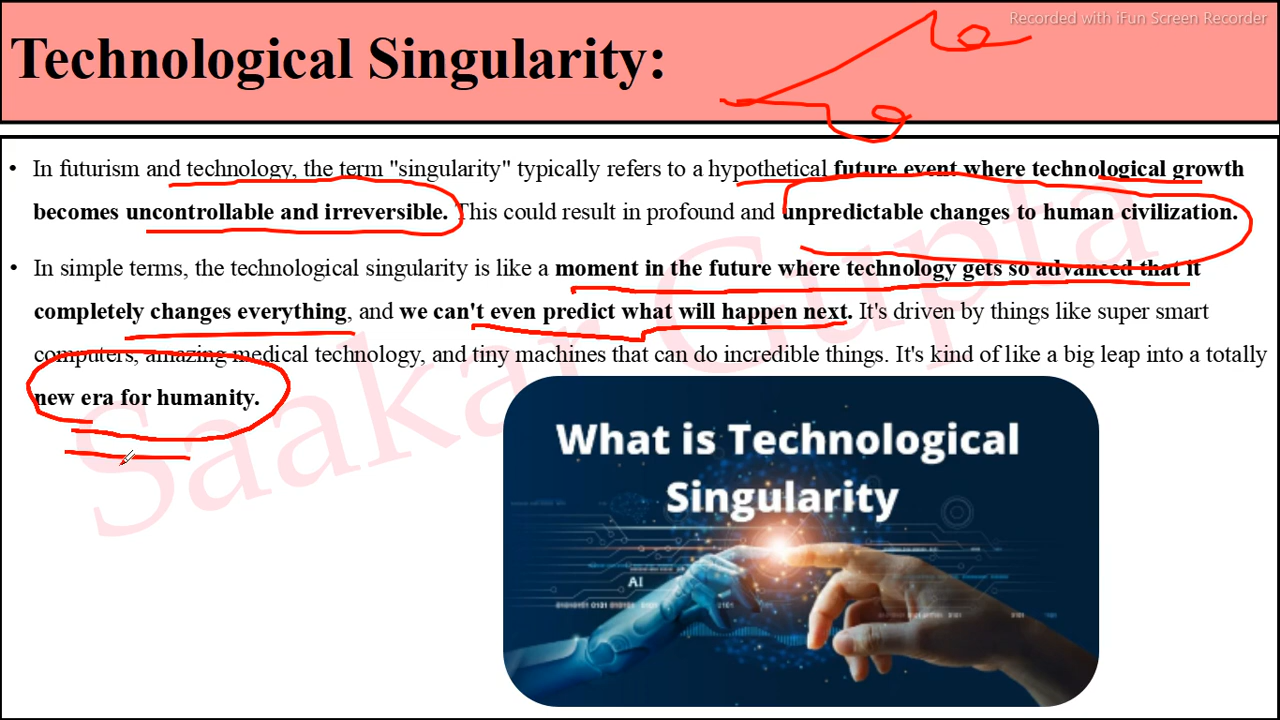 Recorded with iFun Screen Recorder
Technological Singularity:
• In futurism and technology, the term "singularity" typically refers to a hypothetical future event where technological growth
becomes uncontrollable and irreversible. This could result in profound and unpredictable changes to human civilization.
• In simple terms, the technological singularity is like a moment in the future where technology gets so advanced that it
completely changes everything, and we can't even predict what will happen next. It's driven by things like super smart
computers, amazing medical technology, and tiny machines that can do incredible things. It's kind of like a big leap into a totally
new era for humanity.
Saakar Gupta
What is Technological
Singularity
AI